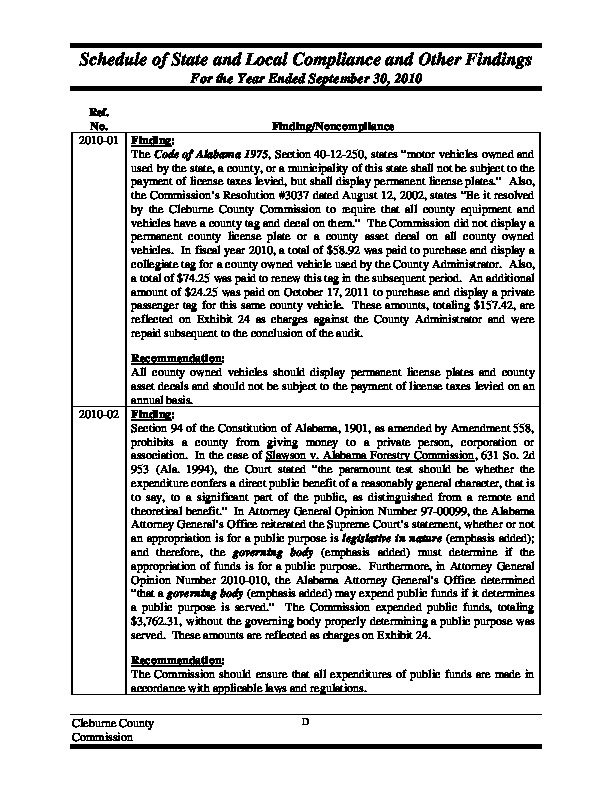 Schedule of State and Local Compliance and Other Findings
For the Year Ended September 30, 2010
Ref.
No. Finding/Noncompliance
2010-01 Finding:
The Code of Alabama 1975, Section 40-12-250, states "motor vehicles owned and
used by the state, a county, or a municipality of this state shall not be subject to the
payment of license taxes levied, but shall display permanent license plates." Also,
the Commission's Resolution #3037 dated August 12, 2002, states "Be it resolved
by the Cleburne County Commission to require that all county equipment and
vehicles have a county tag and decal on them." The Commission did not display a
permanent county license plate or a county asset decal on all county owned
vehicles. In fiscal year 2010, a total of $58.92 was paid to purchase and display a
collegiate tag for a county owned vehicle used by the County Administrator. Also,
a total of $74.25 was paid to renew this tag in the subsequent period. An additional
amount of $24.25 was paid on October 17, 2011 to purchase and display a private
passenger tag for this same county vehicle. These amounts, totaling $157.42, are
reflected on Exhibit 24 as charges against the County Administrator and were
repaid subsequent to the conclusion of the audit.
Recommendation:
All county owned vehicles should display permanent license plates and county
asset decals and should not be subject to the payment of license taxes levied on an
annual basis.
2010-02 Finding:
Section 94 of the Constitution of Alabama, 1901, as amended by Amendment 558,
prohibits a county from giving money to a private person, corporation or
association. In the case of Slawson v. Alabama Forestry Commission, 631 So. 2d
953 (Ala. 1994), the Court stated "the paramount test should be whether the
expenditure confers a direct public benefit of a reasonably general character, that is
to say, to a significant part of the public, as distinguished from a remote and
theoretical benefit." In Attorney General Opinion Number 97-00099, the Alabama
Attorney General's Office reiterated the Supreme Court's statement, whether or not
an appropriation is for a public purpose is legislative in nature (emphasis added);
and therefore, the governing body (emphasis added) must determine if the
appropriation of funds is for a public purpose. Furthermore, in Attorney General
Opinion Number 2010-010, the Alabama Attorney General's Office determined
"that a governing body (emphasis added) may expend public funds if it determines
a public purpose is served." The Commission expended public funds, totaling
$3,762.31, without the governing body properly determining a public purpose was
served. These amounts are reflected as charges on Exhibit 24.
Recommendation:
The Commission should ensure that all expenditures of public funds are made in
accordance with applicable laws and regulations.
Cleburne County D
Commission